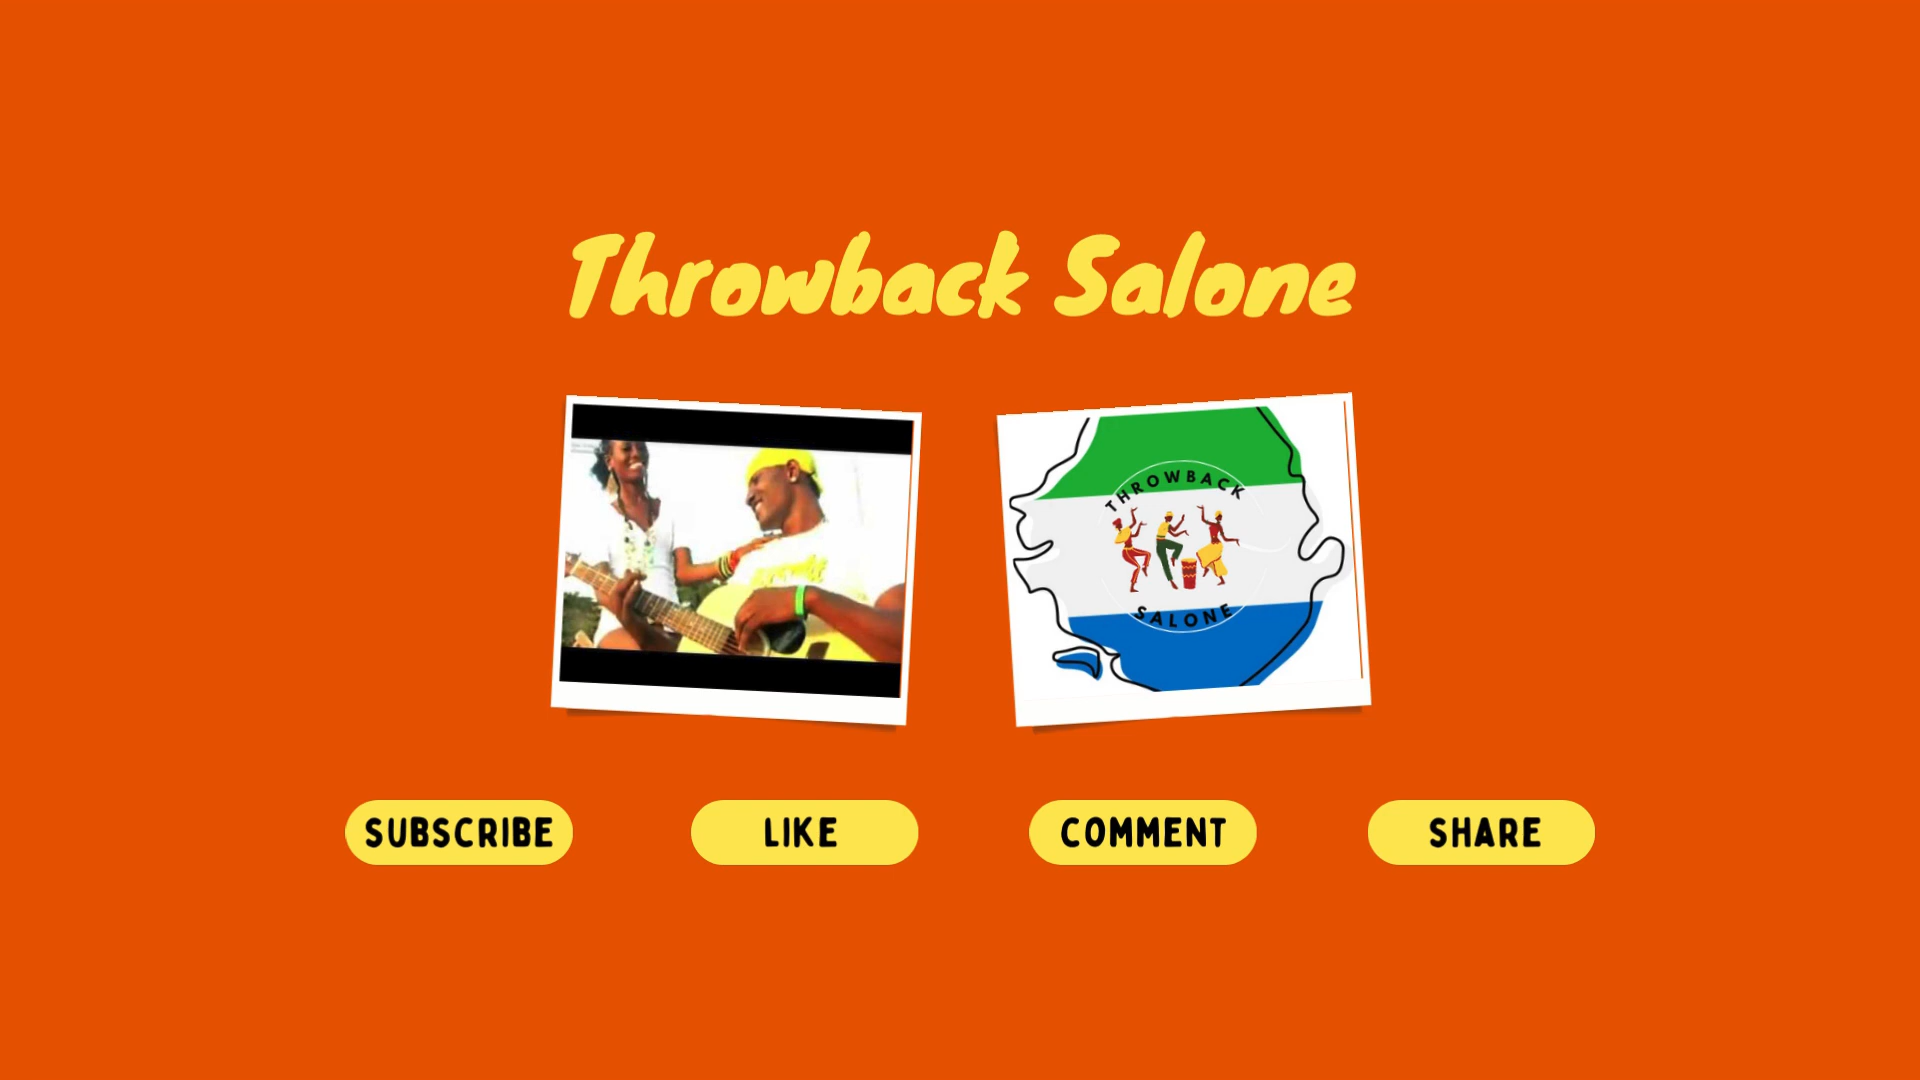 Throwback Salone
THROWBACK
SALONE
SUBSCRIBE
LIKE
COMMENT
SHARE